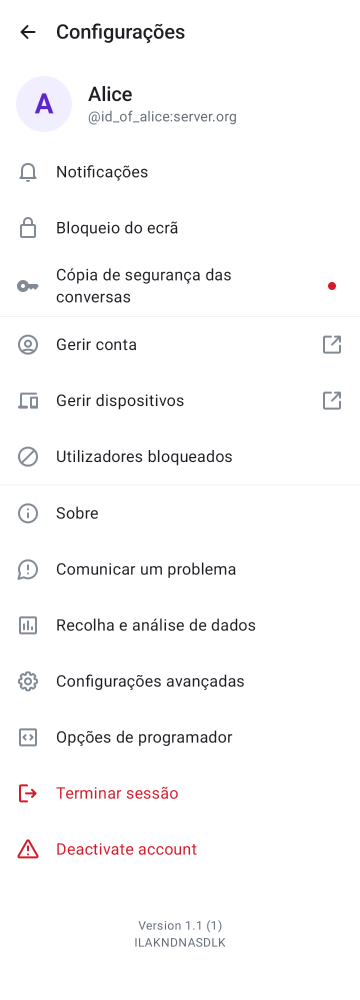 Configurações
A
Alice
@id_of_alice:server.org
Notificações
Bloqueio do ecrã
Cópia de segurança das
conversas
Gerir conta
Gerir dispositivos
Utilizadores bloqueados
Sobre
Comunicar um problema
Recolha e análise de dados
Configurações avançadas
Opções de programador
Terminar sessão
Deactivate account
Version 1.1 (1)
ILAKNDNASDLK